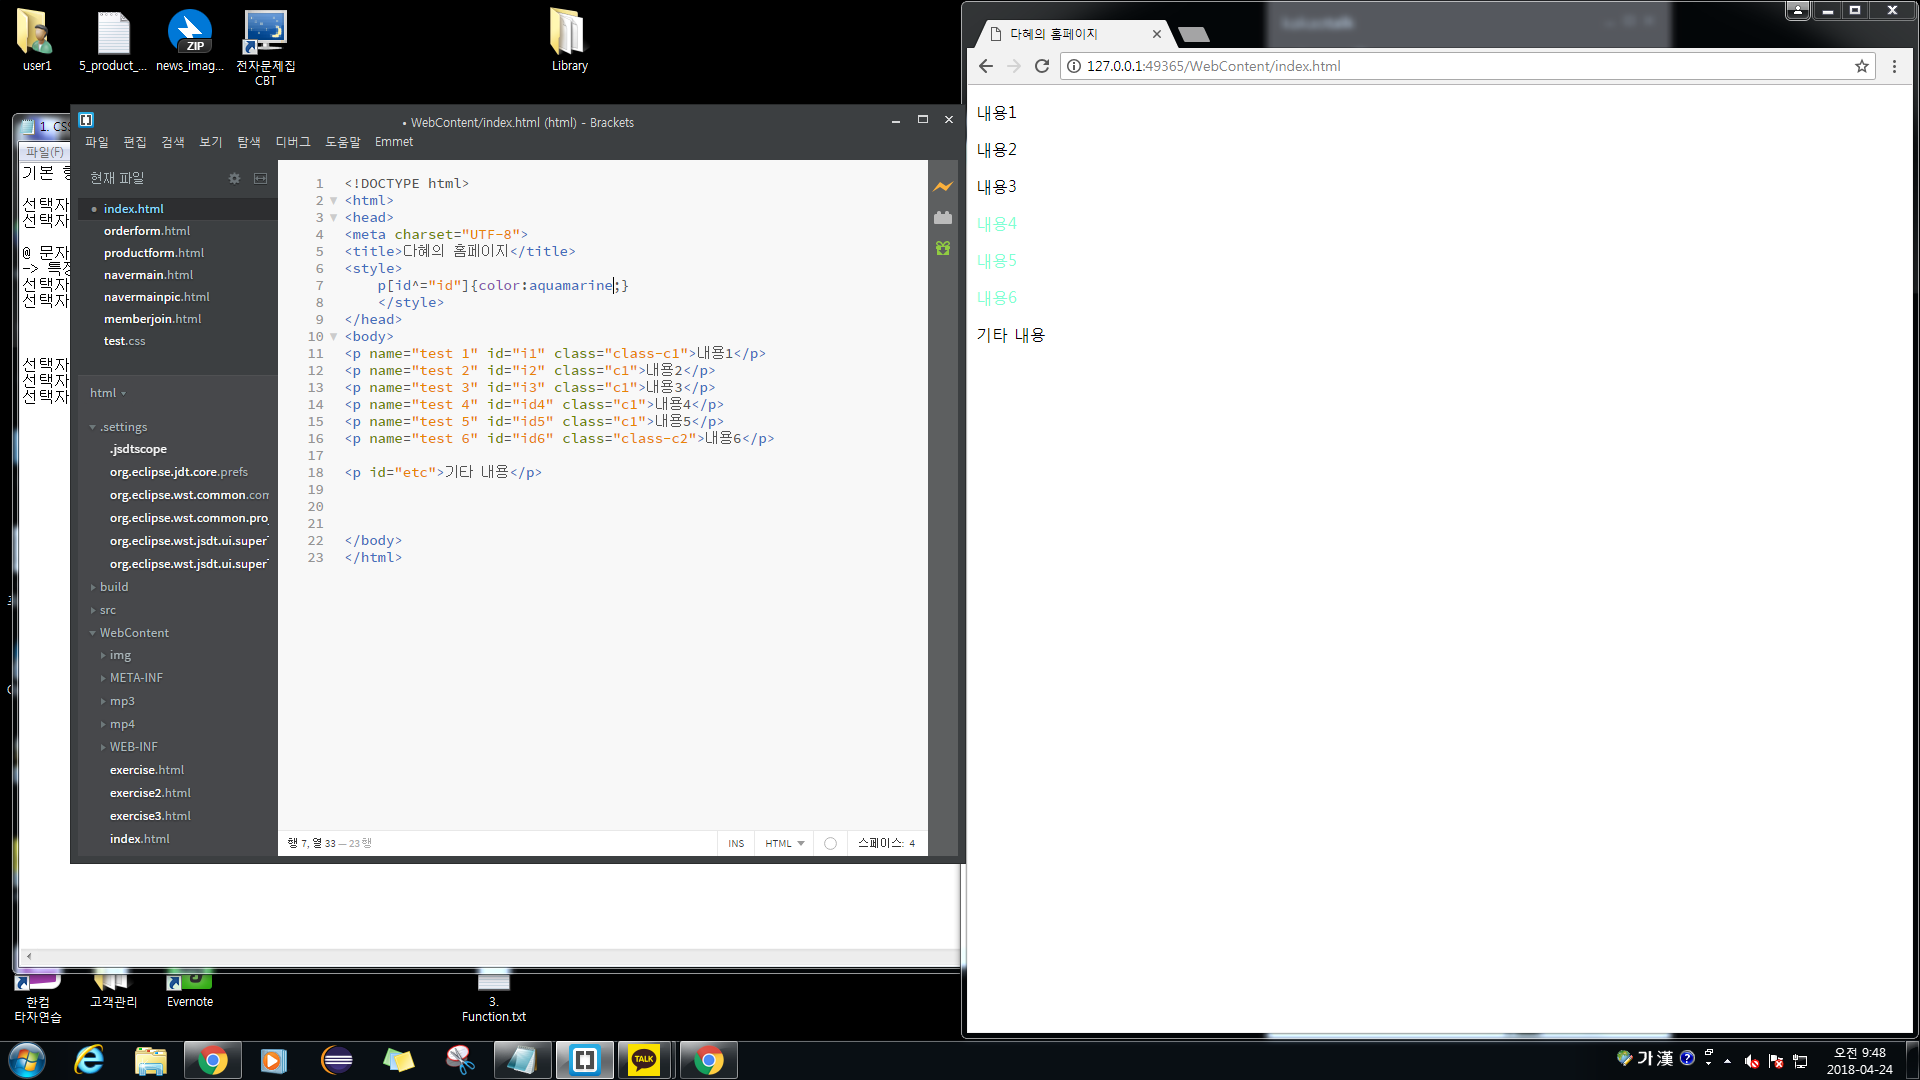 user1
5_product_...
news_imag...
ZIP
전자문제집
CBT
Library
1. CSS
파일(F)
기본 형
선택자
선택자
@ 문자
-> 특정
선택자
선택자
선택자
선택자
선택자
• WebContent/index.html (html) - Brackets
파일 편집 검색 보기 탐색 디버그 도움말 Emmet
현재 파일
• index.html
orderform.html
productform.html
navermain.html
navermainpic.html
memberjoin.html
test.css
html
.settings
.jsdtscope
org.eclipse.jdt.core.prefs
org.eclipse.wst.common.com
org.eclipse.wst.common.pro
org.eclipse.wst.jsdt.ui.super
org.eclipse.wst.jsdt.ui.super
build
src
WebContent
img
META-INF
mp3
mp4
WEB-INF
exercise.html
exercise2.html
exercise3.html
index.html
1 <!DOCTYPE html>
2 <html>
3 <head>
4 <meta charset="UTF-8">
5 <title>다혜의 홈페이지</title>
6 <style>
7 p[id^="id"]{color:aquamarine;}
8 </style>
9 </head>
10 <body>
11 <p name="test 1" id="i1" class="class-c1">내용1</p>
12 <p name="test 2" id="i2" class="c1">내용2</p>
13 <p name="test 3" id="i3" class="c1">내용3</p>
14 <p name="test 4" id="id4" class="c1">내용4</p>
15 <p name="test 5" id="id5" class="c1">내용5</p>
16 <p name="test 6" id="id6" class="class-c2">내용6</p>
17
18 <p id="etc">기타 내용</p>
19
20
21
22 </body>
23 </html>
행 7, 열 33 — 23 행
INS HTML 스페이스: 4
다혜의 홈페이지
127.0.0.1:49365/WebContent/index.html
내용1
내용2
내용3
내용4
내용5
내용6
기타 내용
한컴
타자연습
고객관리
Evernote
3.
Function.txt
TALK
가 漢
오전 9:48
2018-04-24